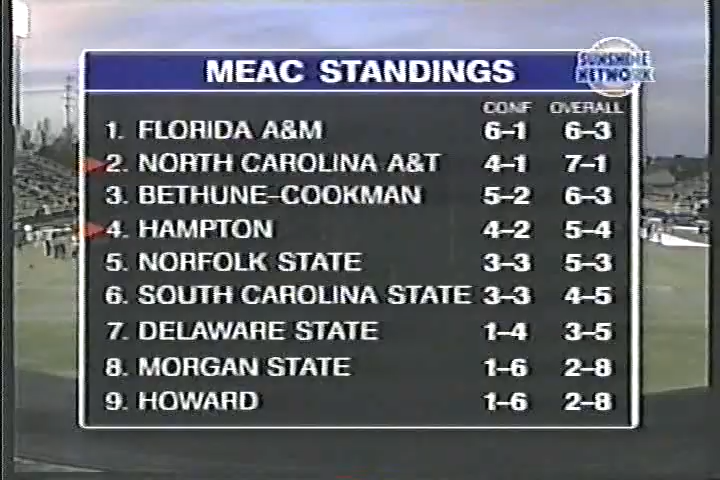 MEAC STANDINGS
SUNSHINE
NETWORK
CONF OVERALL
1. FLORIDA A&M 6-1 6-3
2. NORTH CAROLINA A&T 4-1 7-1
3. BETHUNE-COOKMAN 5-2 6-3
4. HAMPTON 4-2 5-4
5. NORFOLK STATE 3-3 5-3
6. SOUTH CAROLINA STATE 3-3 4-5
7. DELAWARE STATE 1-4 3-5
8. MORGAN STATE 1-6 2-8
9. HOWARD 1-6 2-8